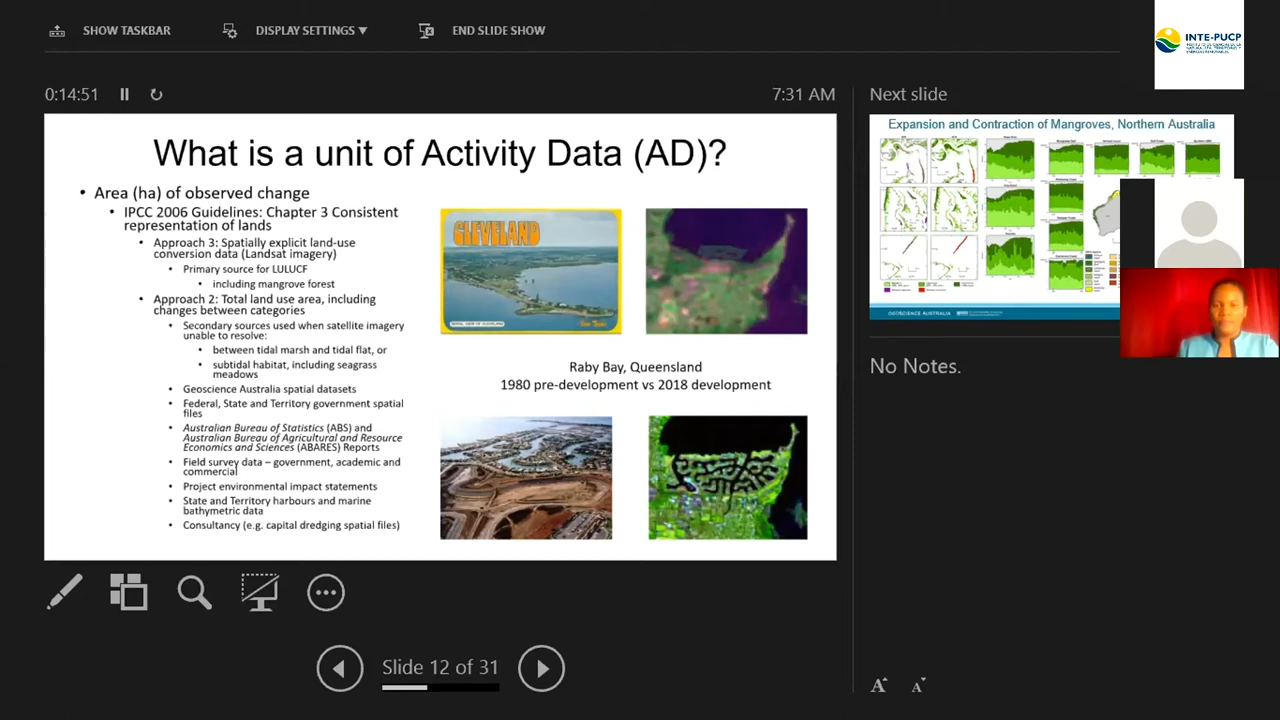 SHOW TASKBAR
DISPLAY SETTINGS
END SLIDE SHOW
INTE-PUCP
0:14:51
7:31 AM
Next slide
What is a unit of Activity Data (AD)?
Area (ha) of observed change
IPCC 2006 Guidelines: Chapter 3 Consistent
representation of lands
Approach 3: Spatially explicit land-use
conversion data (Landsat imagery)
Primary source for LULUCF
including mangrove forest
Approach 2: Total land use area, including
changes between categories
Secondary resources used when satellite imagery
unable to resolve:
between tidal marsh and tidal flat, or
subtidal habitat, including seagrass
meadows
Geoscience Australia spatial datasets
Federal, State and Territory government spatial
files
Australian Bureau of Statistics (ABS) and
Australian Bureau of Agricultural and Resource
Economics and Sciences (ABARES) Reports
Field survey data – government, academic and
commercial
Project environmental impact statements
State and Territory harbours and marine
bathymetric data
Consultancy (e.g. capital dredging spatial files)
CLEVELAND
Raby Bay, Queensland
1980 pre-development vs 2018 development
Expansion and Contraction of Mangroves, Northern Australia
GEOSCIENCE AUSTRALIA
No Notes.
Slide 12 of 31
A
A